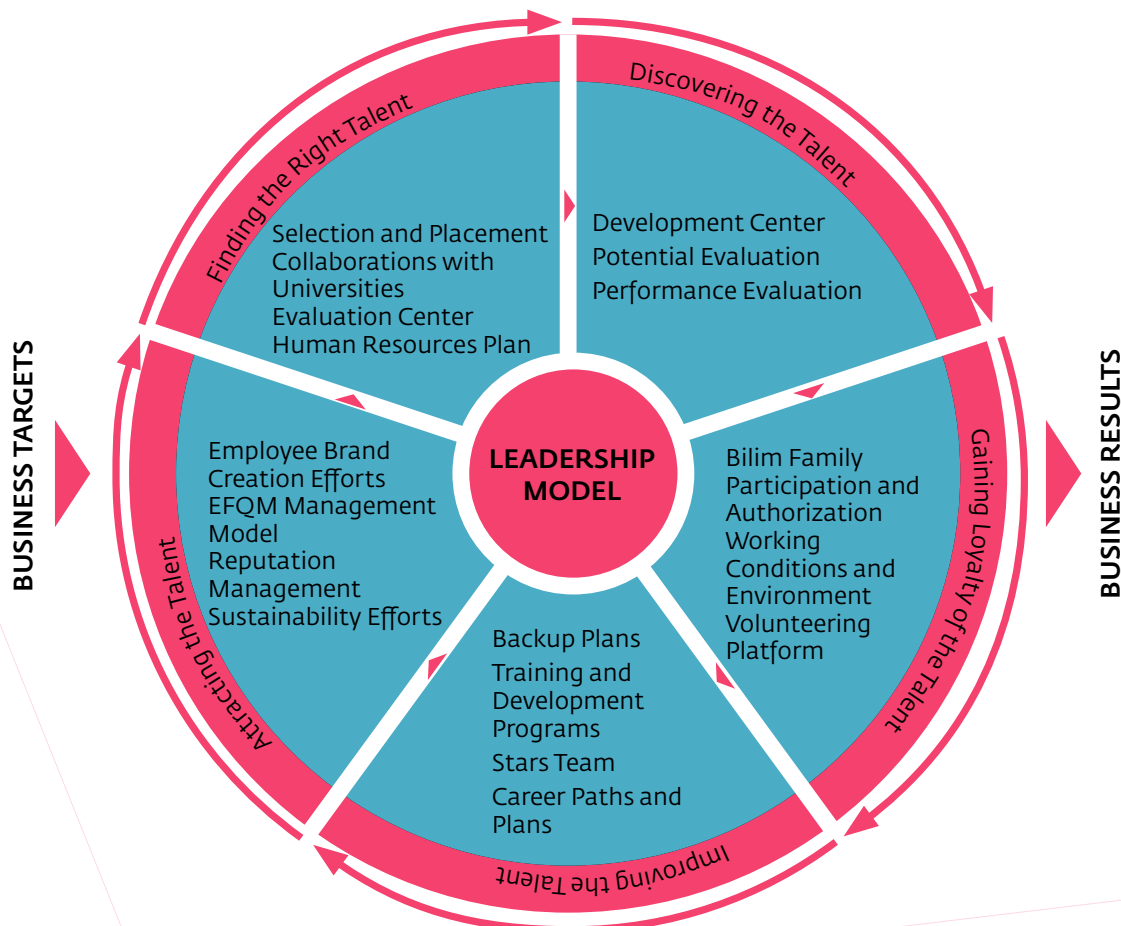 BUSINESS TARGETS
Finding the Right Talent
Selection and Placement
Collaborations with
Universities
Evaluation Center
Human Resources Plan
Discovering the Talent
Development Center
Potential Evaluation
Performance Evaluation
Gaining Loyalty of the Talent
Bilim Family
Participation and
Authorization
Working
Conditions and
Environment
Volunteering
Platform
Improving the Talent
Backup Plans
Training and
Development
Programs
Stars Team
Career Paths and
Plans
Attracting the Talent
Employee Brand
Creation Efforts
EFQM Management
Model
Reputation
Management
Sustainability Efforts
LEADERSHIP
MODEL
BUSINESS RESULTS